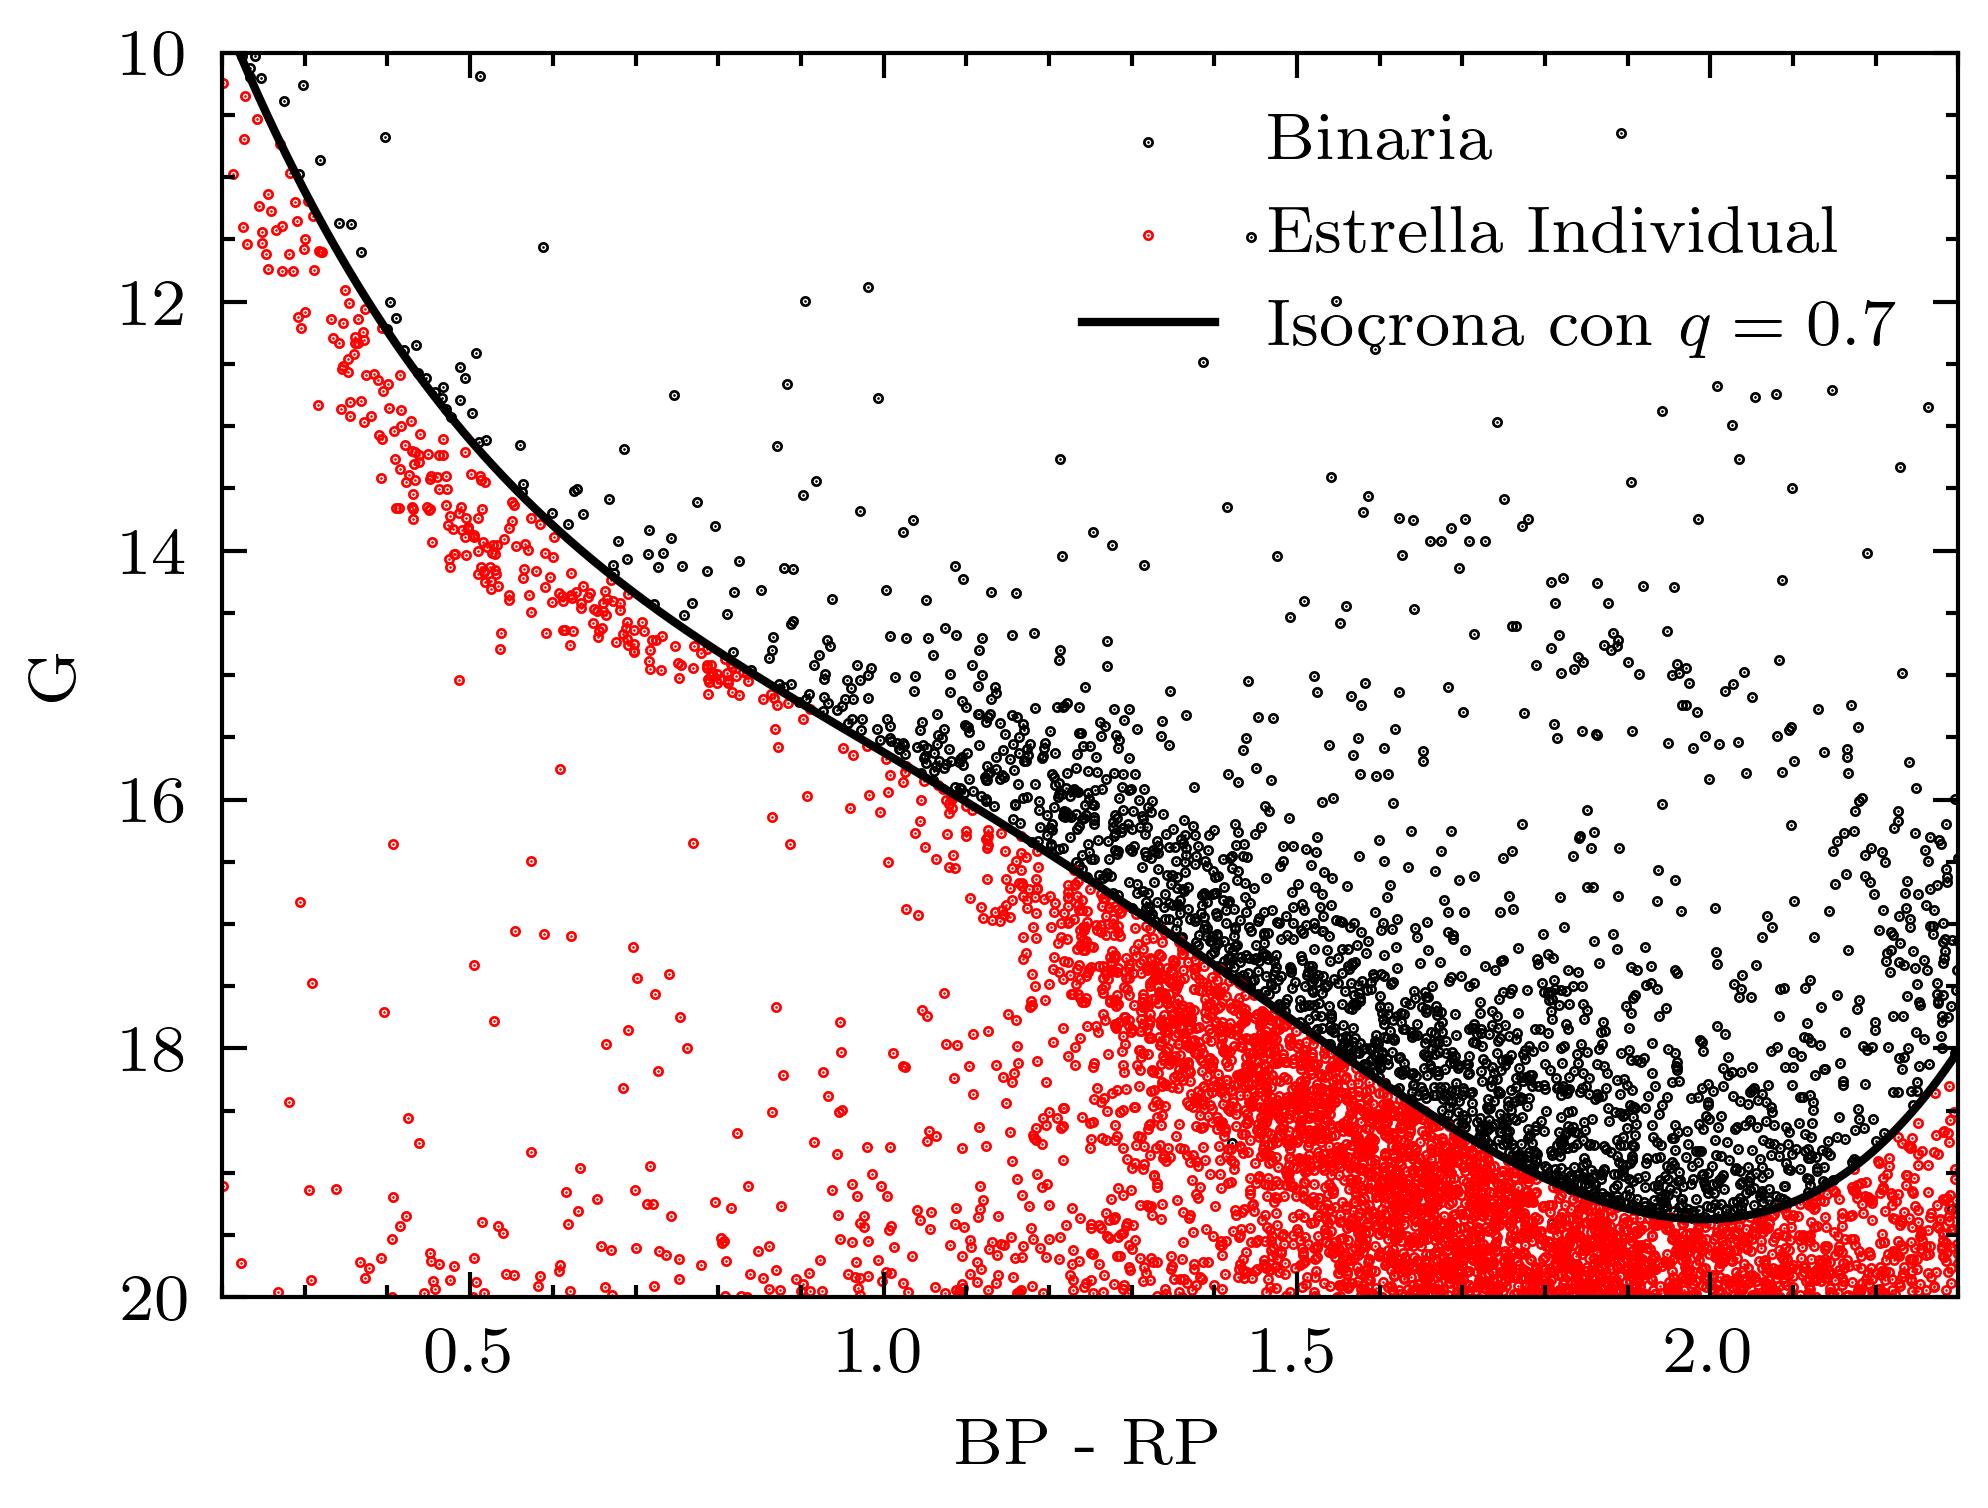 10
12
14
16
18
20
G
Binaria
Estrella Individual
Isocrona con q = 0.7
0.5 1.0 1.5 2.0
BP - RP